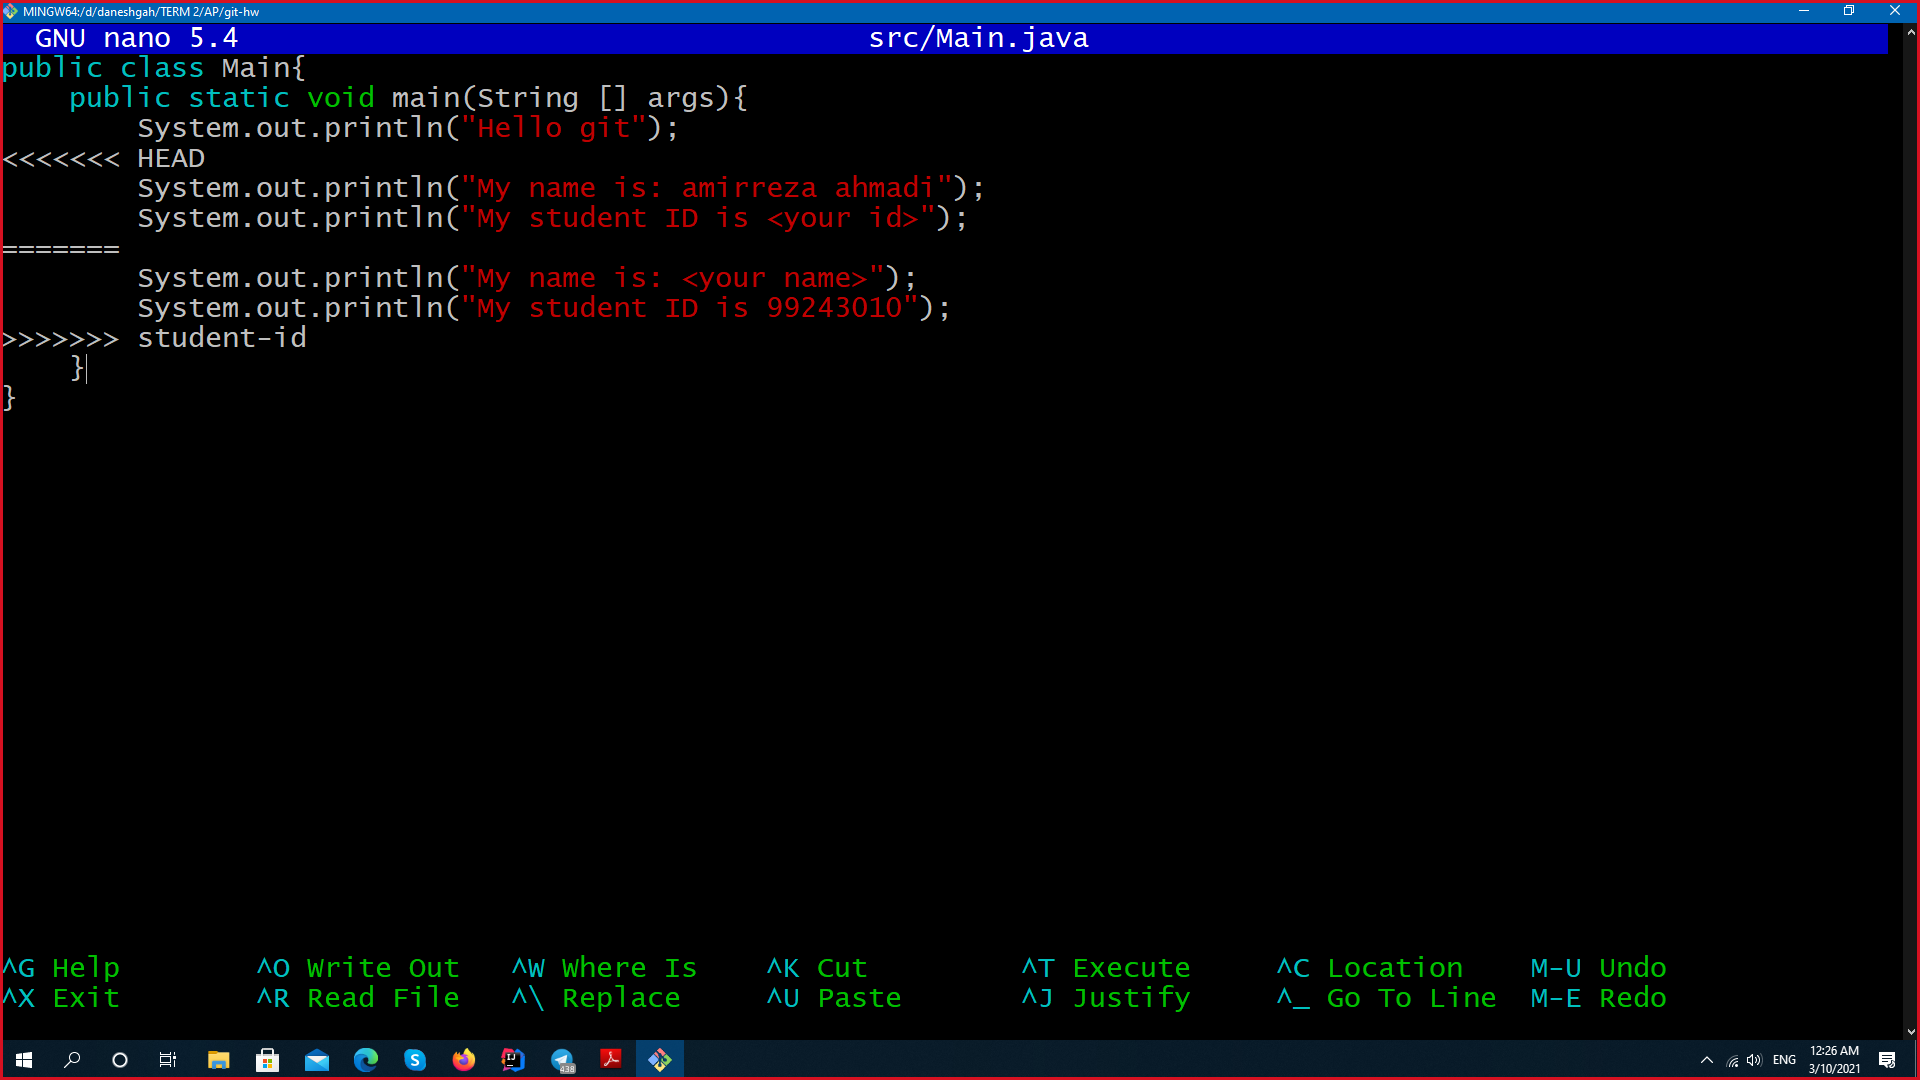 MINGW64:/d/daneshgah/TERM 2/AP/git-hw
GNU nano 5.4 src/Main.java
public class Main{
    public static void main(String [] args){
        System.out.println("Hello git");
<<<<<<< HEAD
        System.out.println("My name is: amirreza ahmadi");
        System.out.println("My student ID is <your id>");
=======
        System.out.println("My name is: <your name>");
        System.out.println("My student ID is 99243010");
>>>>>>> student-id
    }
}
^G Help ^O Write Out ^W Where Is ^K Cut ^T Execute ^C Location M-U Undo
^X Exit ^R Read File ^\ Replace ^U Paste ^J Justify ^_ Go To Line M-E Redo
438
ENG
12:26 AM
3/10/2021